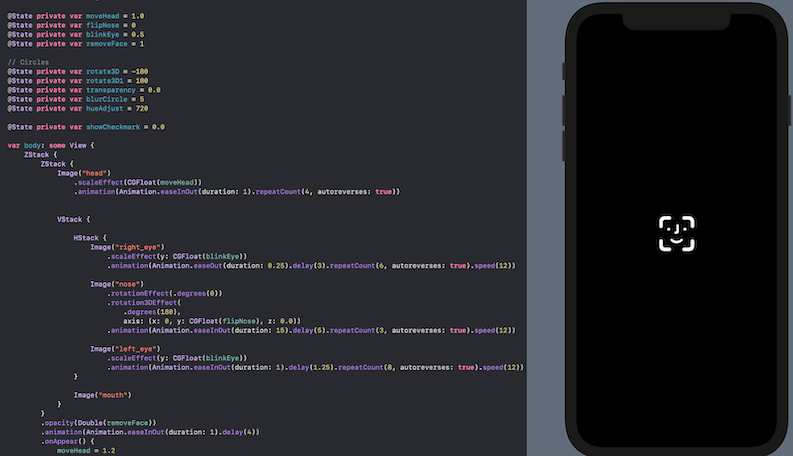 @State private var moveHead = 1.0
@State private var flipNose = 0
@State private var blinkEye = 0.5
@State private var removeFace = 1
// Circles
@State private var rotate3D = -180
@State private var rotate3D1 = 180
@State private var transparency = 0.0
@State private var blurCircle = 5
@State private var hueAdjust = 720
@State private var showCheckmark = 0.0
var body: some View {
ZStack {
ZStack {
Image("head")
.scaleEffect(CGFloat(moveHead))
.animation(Animation.easeInOut(duration: 1).repeatCount(4, autoreverses: true))
VStack {
HStack {
Image("right_eye")
.scaleEffect(y: CGFloat(blinkEye))
.animation(Animation.easeOut(duration: 0.25).delay(3).repeatCount(6, autoreverses: true).speed(12))
Image("nose")
.rotationEffect(.degrees(0))
.rotation3DEffect(
.degrees(180),
axis: (x: 0, y: CGFloat(flipNose), z: 0.0))
.animation(Animation.easeInOut(duration: 15).delay(5).repeatCount(3, autoreverses: true).speed(12))
Image("left_eye")
.scaleEffect(y: CGFloat(blinkEye))
.animation(Animation.easeInOut(duration: 1).delay(1.25).repeatCount(8, autoreverses: true).speed(12))
}
Image("mouth")
}
}
.opacity(Double(removeFace))
.animation(Animation.easeInOut(duration: 1).delay(4))
.onAppear() {
moveHead = 1.2